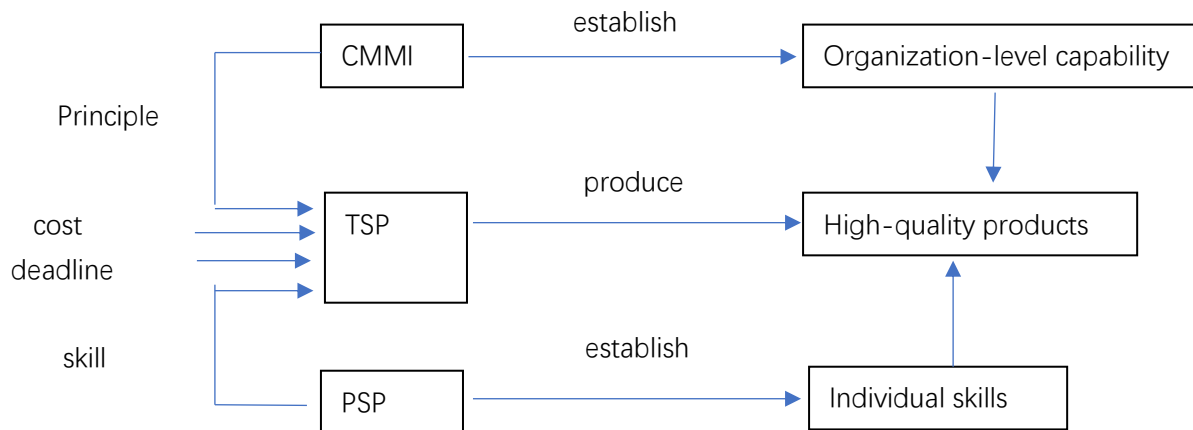 establish
CMMI
Organization-level capability
Principle
produce
TSP
High-quality products
cost
deadline
skill
establish
PSP
Individual skills